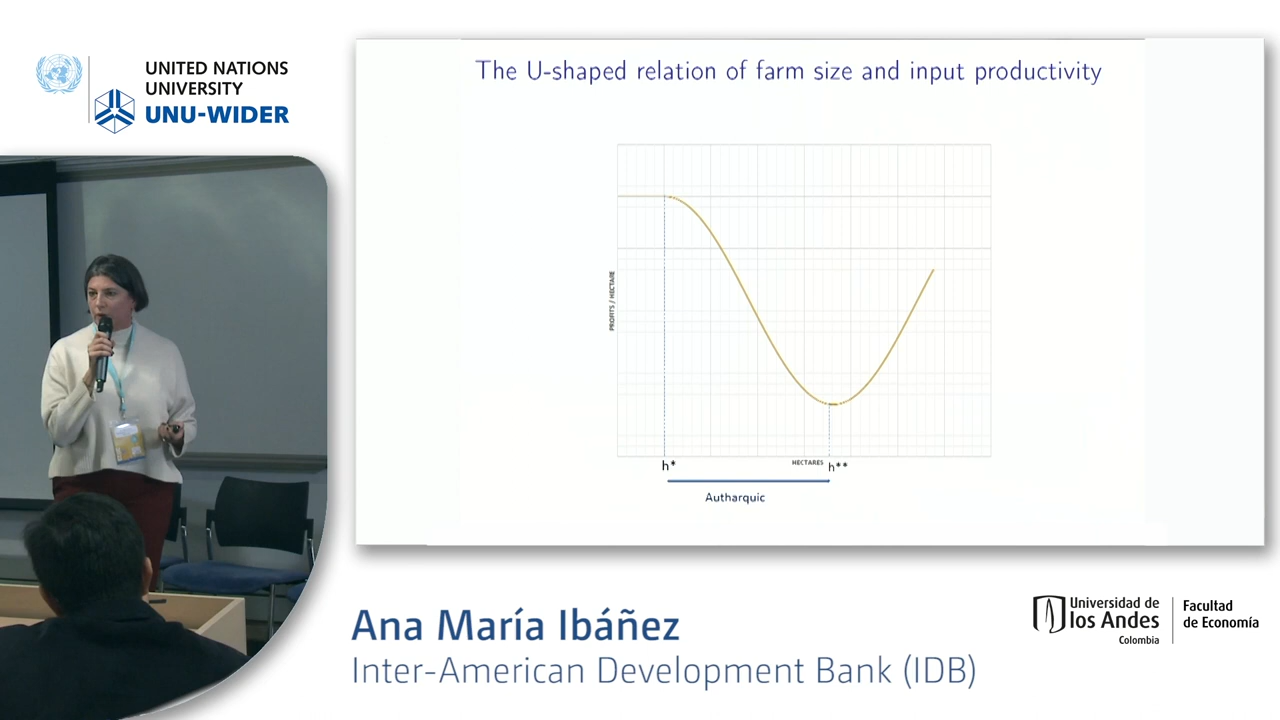 UNITED NATIONS
UNIVERSITY
UNU-WIDER
The U-shaped relation of farm size and input productivity
PROFITS / HECTARE
h*
HECTARES
h**
Autharquic
Ana María Ibáñez
Inter-American Development Bank (IDB)
Universidad de
los Andes
Colombia
Facultad
de Economía